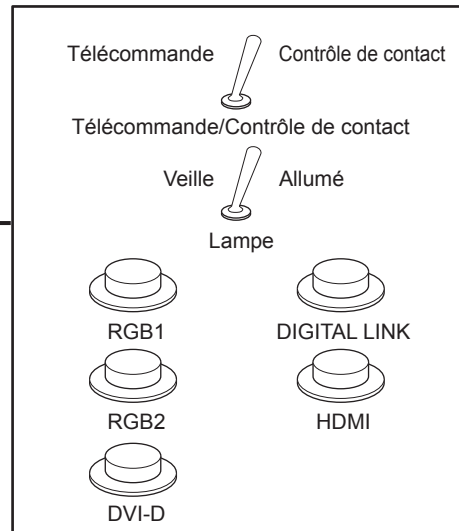 Télécommande Contrôle de contact
Télécommande/Contrôle de contact
Veille Allumé
Lampe
RGB1 DIGITAL LINK
RGB2 HDMI
DVI-D